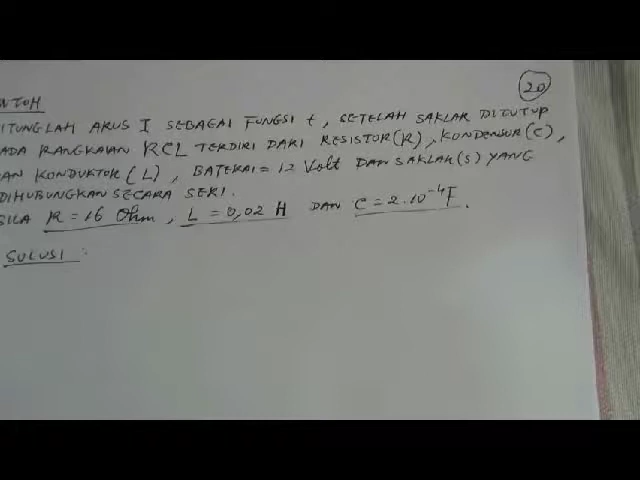 20
NTOH
ITUNGLAH ARUS I SEBAGAI FUNGSI t, SETELAH SAKLAR DITUTUP
ADA RANGKAIAN RCL TERDIRI DARI RESISTOR(R), KONDENSOR(C),
AN KONDUKTOR(L), BATERAI = 12 Volt DAN SAKLAR(S) YANG
DIHUBUNGKAN SECARA SERI.
BILA R = 16 Ohm, L = 0,02 H DAN C = 2.10⁻⁴F.
SOLUSI :